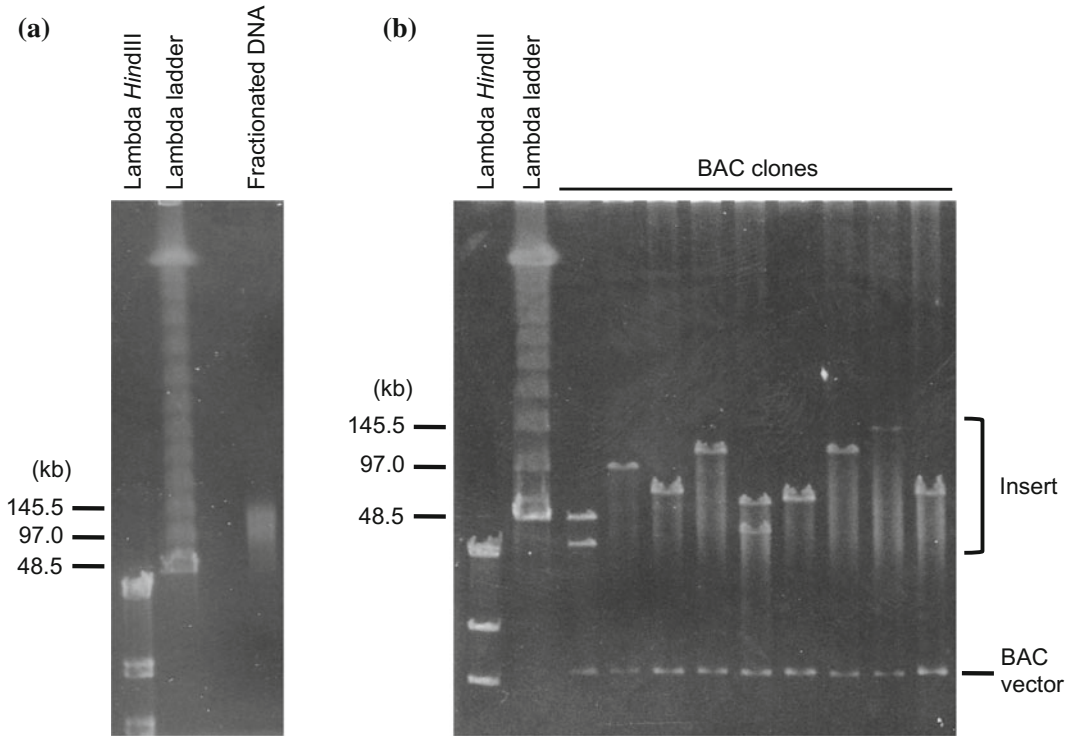 (a)
Lambda HindIII
Lambda ladder
Fractionated DNA
(kb)
145.5
97.0
48.5
(b)
Lambda HindIII
Lambda ladder
BAC clones
(kb)
145.5
97.0
48.5
Insert
BAC
vector